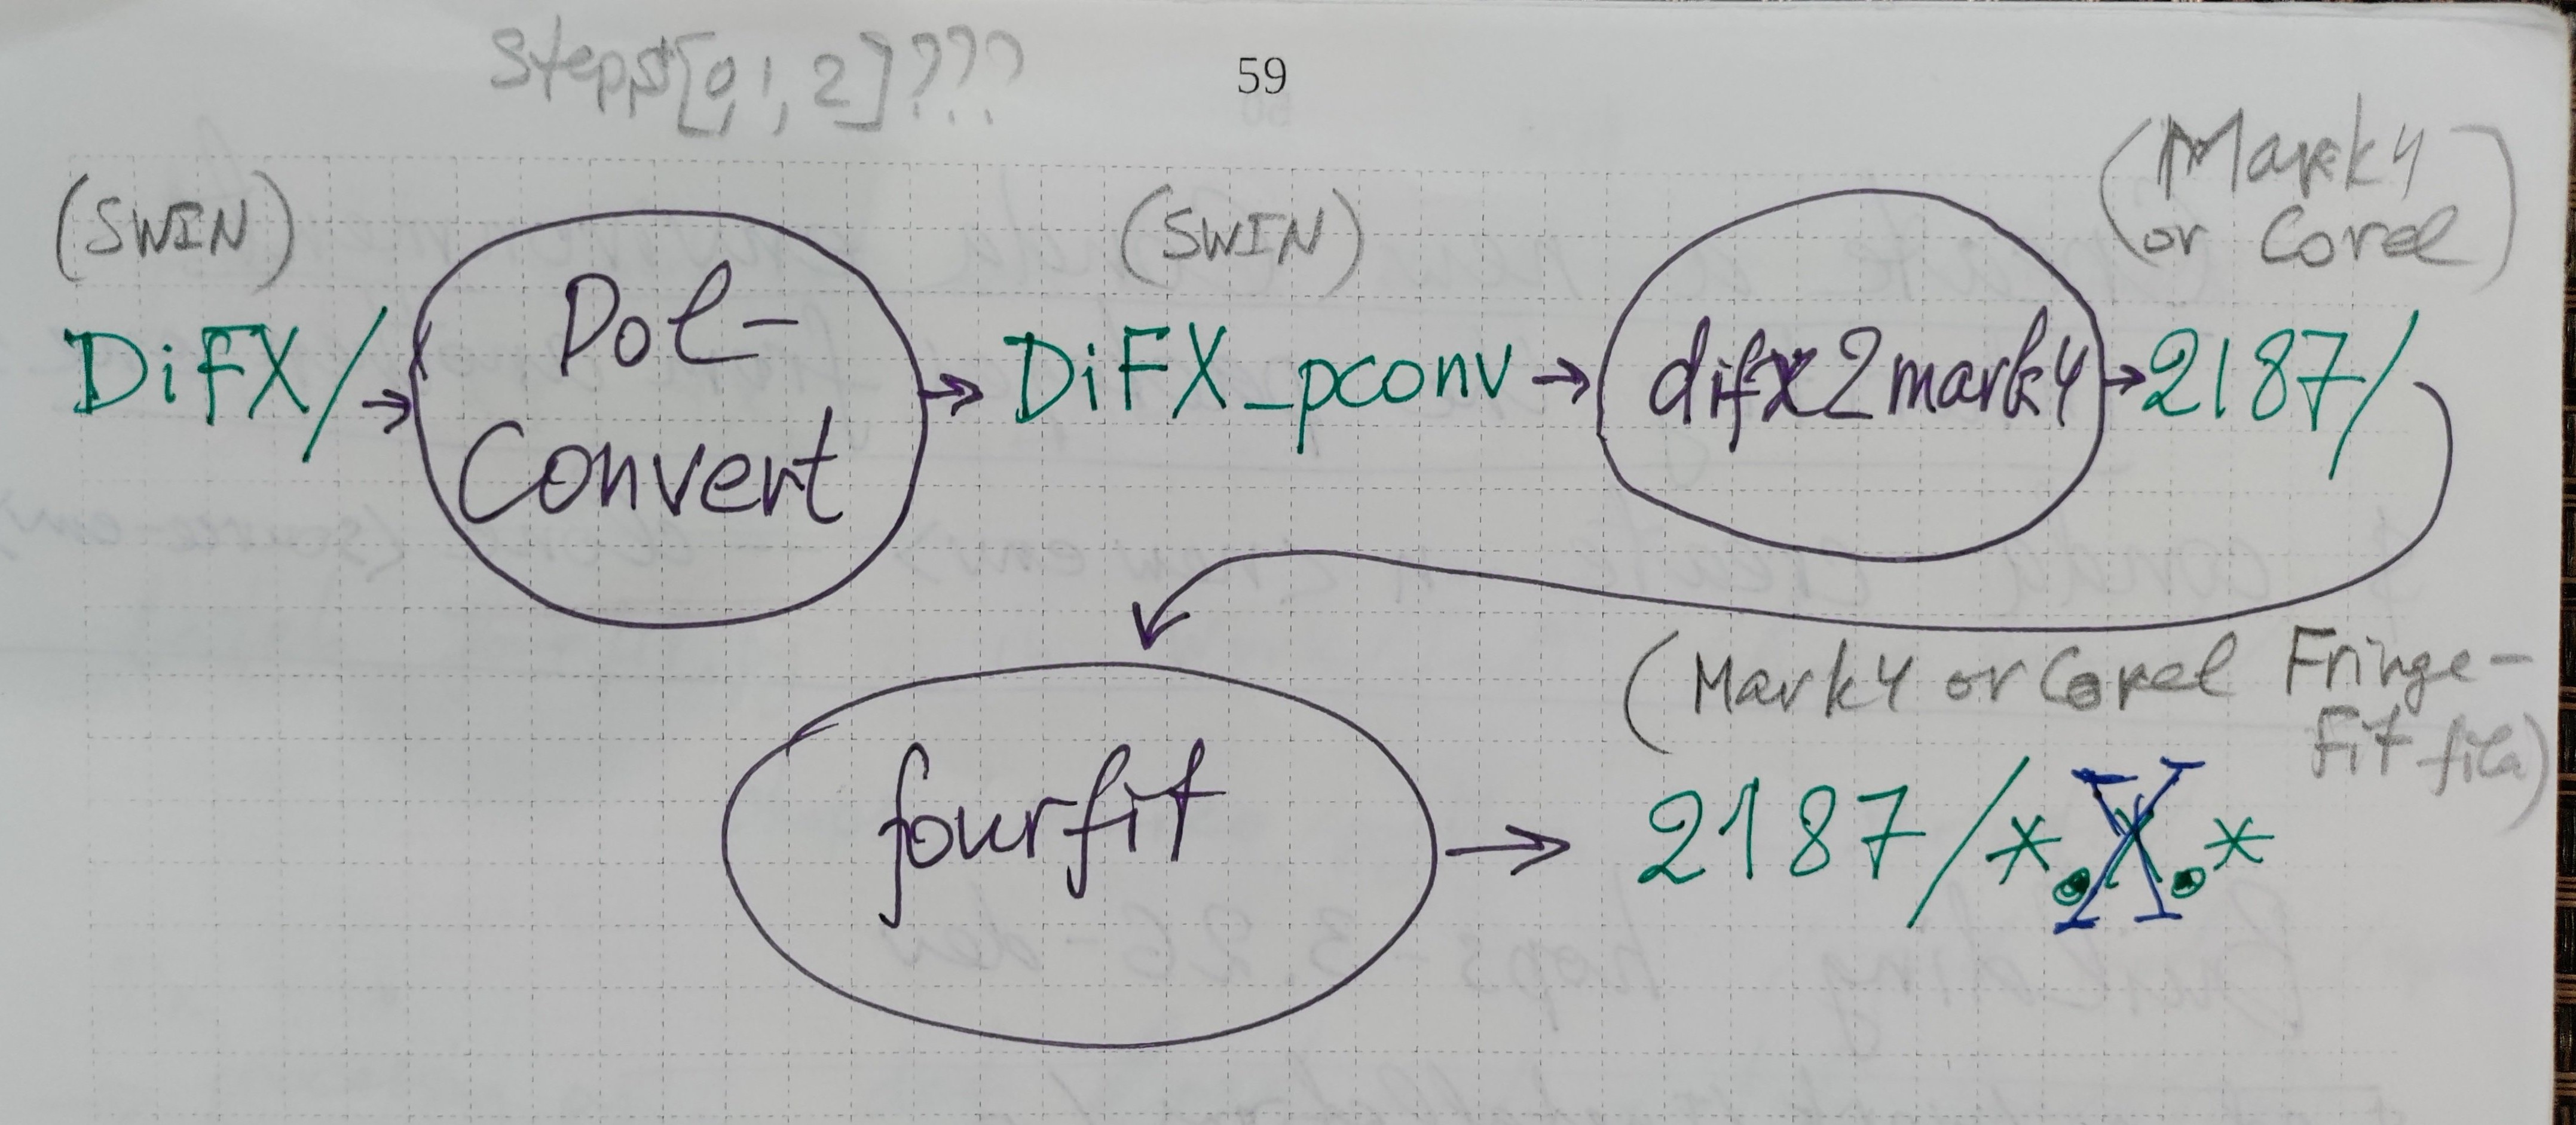 Steps[0,1,2]???
59
(SWIN)
(SWIN)
(Mark4
or Corel)
DiFX/ → Pol-
Convert → DiFX_pconv → difx2mark4 → 2187/
(Mark4 or Corel Fringe-
Fit file)
fourfit → 2187/*.X.*